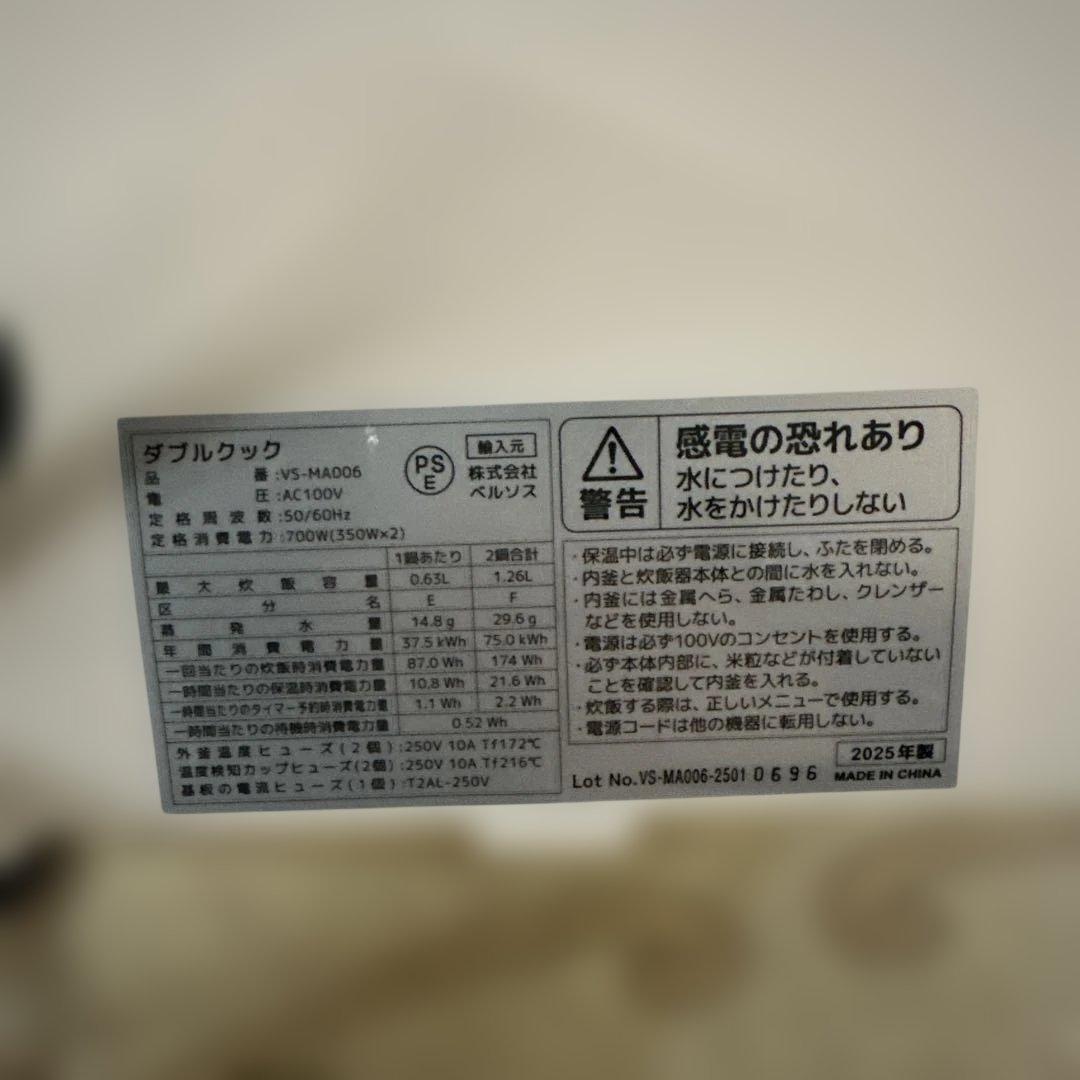 ダブルクック
品番:VS-MA006
電圧:AC100V
定格周波数:50/60Hz
定格消費電力:700W(350W×2)
PS
E
輸入元
株式会社
ベルソス
1鍋あたり 2鍋合計
最大炊飯容量 0.63L 1.26L
区分名 E F
蒸発水量 14.8g 29.6g
年間消費電力量 37.5kWh 75.0kWh
一回当たりの炊飯時消費電力量 87.0Wh 174Wh
一時間当たりの保温時消費電力量 10.8Wh 21.6Wh
一時間当たりのタイマー予約時消費電力量 1.1Wh 2.2Wh
一時間当たりの待機時消費電力量 0.52Wh
外釜温度ヒューズ(2個):250V 10A Tf172℃
温度検知カップヒューズ(2個):250V 10A Tf216℃
基板の電流ヒューズ(1個):T2AL-250V
警告
感電の恐れあり
水につけたり、
水をかけたりしない
・保温中は必ず電源に接続し、ふたを閉める。
・内釜と炊飯器本体との間に水を入れない。
・内釜には金属へら、金属たわし、クレンザー
などを使用しない。
・電源は必ず100Vのコンセントを使用する。
・必ず本体内部に、米粒などが付着していない
ことを確認して内釜を入れる。
・炊飯する際は、正しいメニューで使用する。
・電源コードは他の機器に転用しない。
2025年製
Lot No.VS-MA006-2501 0696 MADE IN CHINA